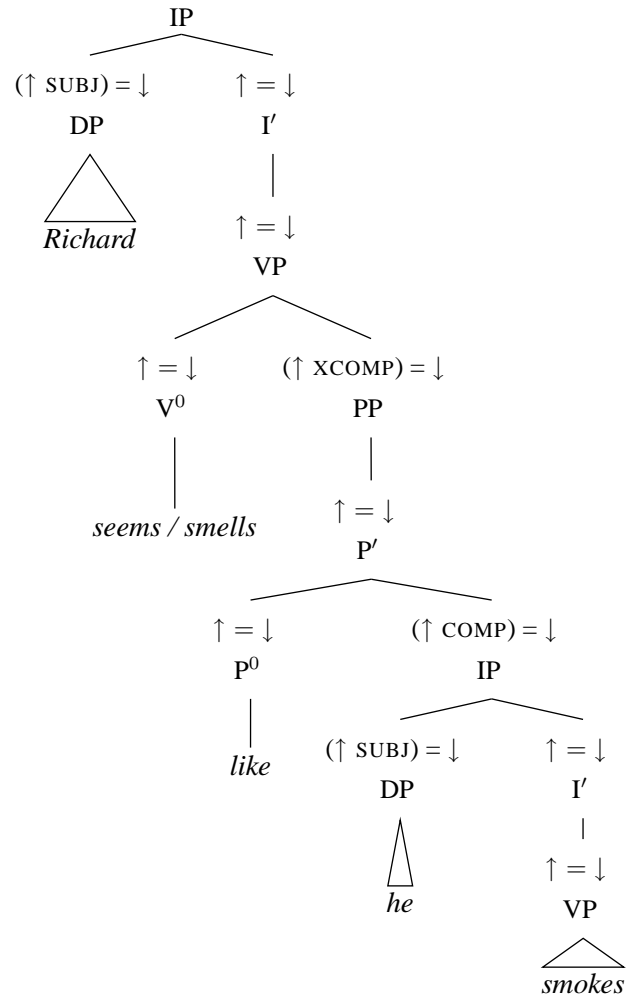 IP
(↑ SUBJ) = ↓ ↑ = ↓
DP I′
Richard
↑ = ↓
VP
↑ = ↓ (↑ XCOMP) = ↓
V⁰ PP
seems / smells
↑ = ↓
P′
↑ = ↓ (↑ COMP) = ↓
P⁰ IP
like
(↑ SUBJ) = ↓ ↑ = ↓
DP I′
he
↑ = ↓
VP
smokes